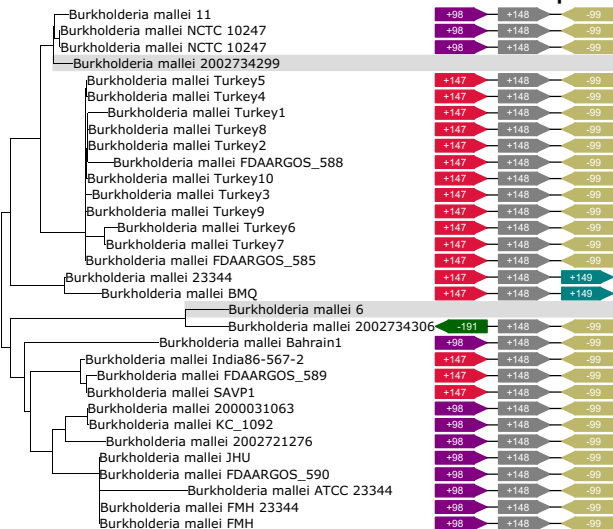 Burkholderia mallei 11 +98 +148 -99
Burkholderia mallei NCTC 10247 +98 +148 -99
Burkholderia mallei NCTC 10247 +98 +148 -99
Burkholderia mallei 2002734299
Burkholderia mallei Turkey5 +147 +148 -99
Burkholderia mallei Turkey4 +147 +148 -99
Burkholderia mallei Turkey1 +147 +148 -99
Burkholderia mallei Turkey8 +147 +148 -99
Burkholderia mallei Turkey2 +147 +148 -99
Burkholderia mallei FDAARGOS_588 +147 +148 -99
Burkholderia mallei Turkey10 +147 +148 -99
Burkholderia mallei Turkey3 +147 +148 -99
Burkholderia mallei Turkey9 +147 +148 -99
Burkholderia mallei Turkey6 +147 +148 -99
Burkholderia mallei Turkey7 +147 +148 -99
Burkholderia mallei FDAARGOS_585 +147 +148 -99
Burkholderia mallei 23344 +147 +148 +149
Burkholderia mallei BMQ +147 +148 +149
Burkholderia mallei 6
Burkholderia mallei 2002734306 -191 +148 -99
Burkholderia mallei Bahrain1 +98 +148 -99
Burkholderia mallei India86-567-2 +147 +148 -99
Burkholderia mallei FDAARGOS_589 +147 +148 -99
Burkholderia mallei SAVP1 +147 +148 -99
Burkholderia mallei 2000031063 +98 +148 -99
Burkholderia mallei KC_1092 +98 +148 -99
Burkholderia mallei 2002721276 +98 +148 -99
Burkholderia mallei JHU +98 +148 -99
Burkholderia mallei FDAARGOS_590 +98 +148 -99
Burkholderia mallei ATCC 23344 +98 +148 -99
Burkholderia mallei FMH 23344 +98 +148 -99
Burkholderia mallei FMH +98 +148 -99